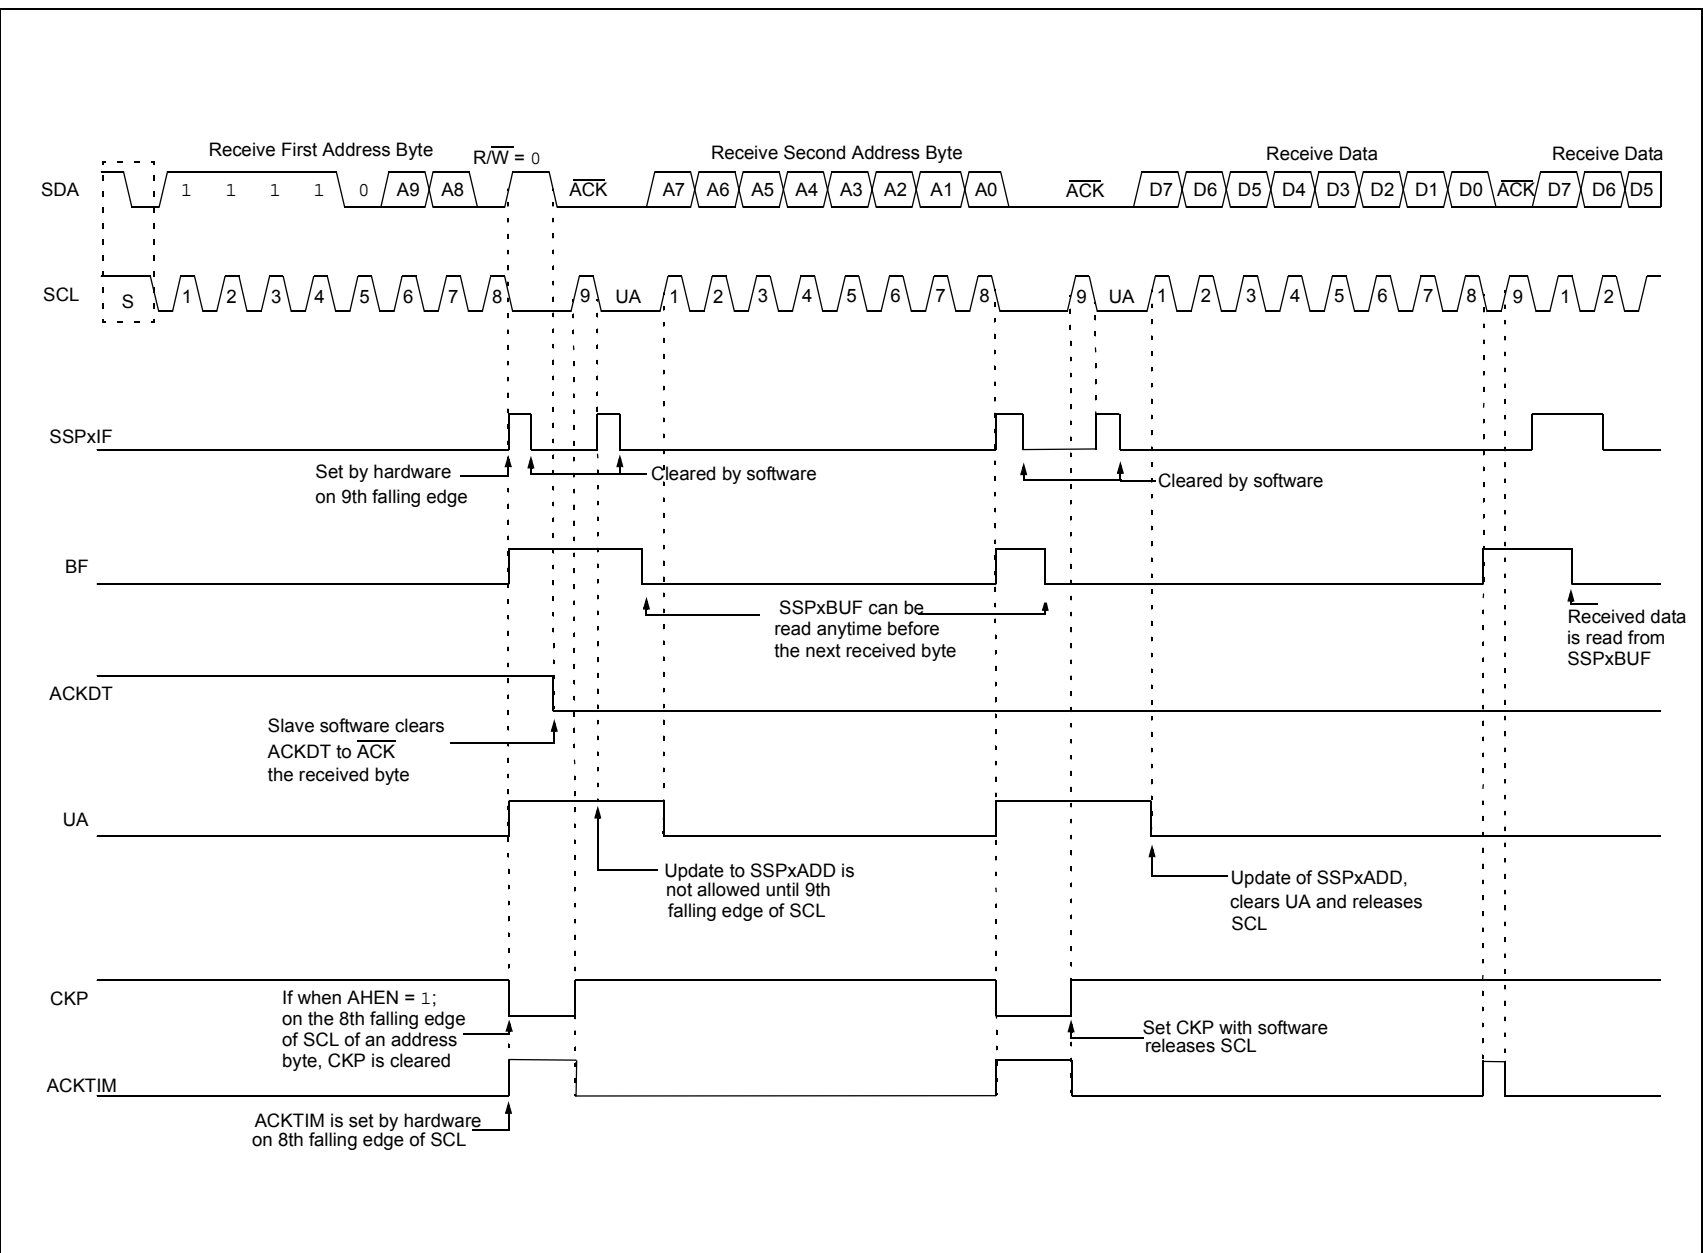 Receive First Address Byte
R/W = 0
Receive Second Address Byte
Receive Data
Receive Data
SDA
1 1 1 1 0 A9 A8
ACK
A7 A6 A5 A4 A3 A2 A1 A0
ACK
D7 D6 D5 D4 D3 D2 D1 D0
ACK
D7 D6 D5
SCL
S
1 2 3 4 5 6 7 8 9 UA
1 2 3 4 5 6 7 8 9 UA
1 2 3 4 5 6 7 8 9
1 2
SSPxIF
Set by hardware
on 9th falling edge
Cleared by software
Cleared by software
BF
SSPxBUF can be
read anytime before
the next received byte
Received data
is read from
SSPxBUF
ACKDT
Slave software clears
ACKDT to ACK
the received byte
UA
Update to SSPxADD is
not allowed until 9th
falling edge of SCL
Update of SSPxADD,
clears UA and releases
SCL
CKP
If when AHEN = 1;
on the 8th falling edge
of SCL of an address
byte, CKP is cleared
Set CKP with software
releases SCL
ACKTIM
ACKTIM is set by hardware
on 8th falling edge of SCL